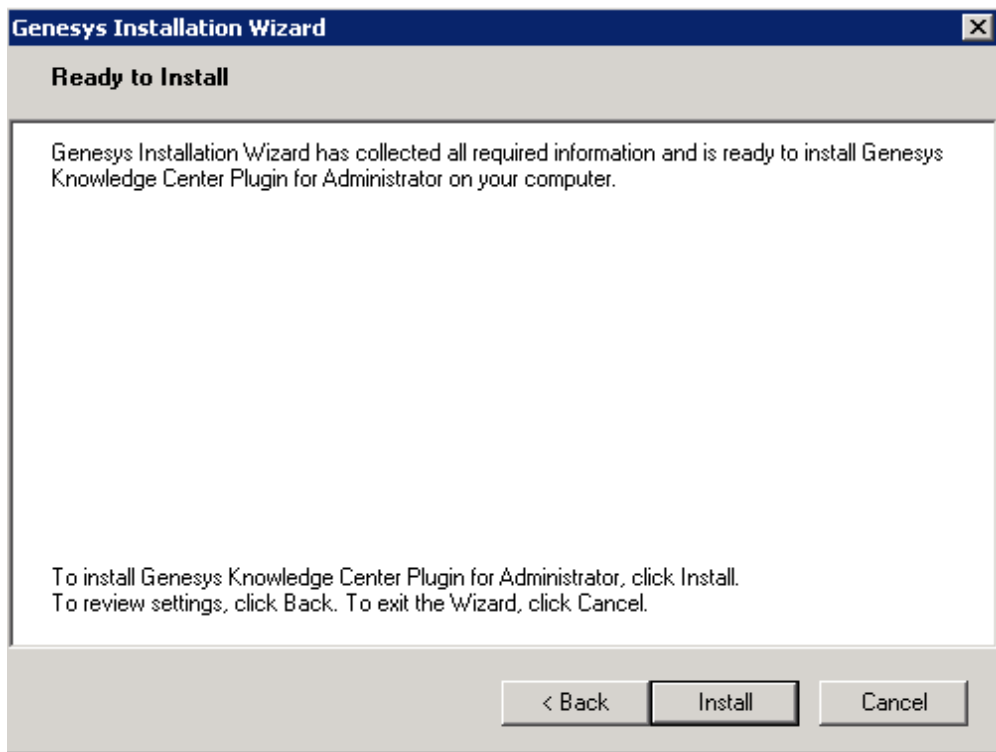 Genesys Installation Wizard
Ready to Install
Genesys Installation Wizard has collected all required information and is ready to install Genesys
Knowledge Center Plugin for Administrator on your computer.
To install Genesys Knowledge Center Plugin for Administrator, click Install.
To review settings, click Back. To exit the Wizard, click Cancel.
< Back Install Cancel